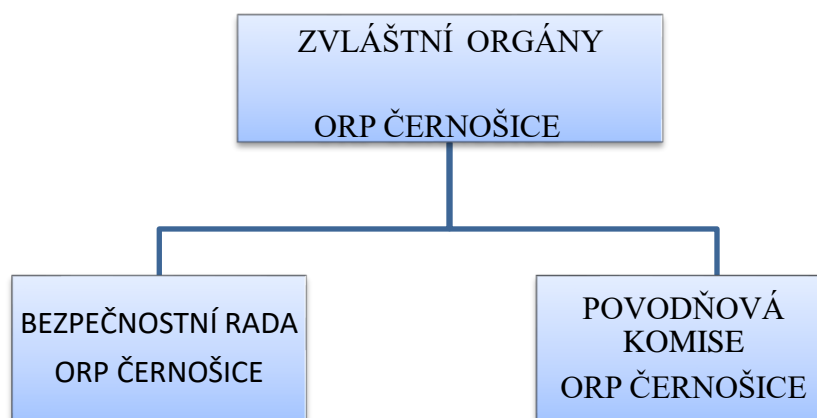 ZVLÁŠTNÍ ORGÁNY
ORP ČERNOŠICE
BEZPEČNOSTNÍ RADA
ORP ČERNOŠICE
POVODŇOVÁ
KOMISE
ORP ČERNOŠICE